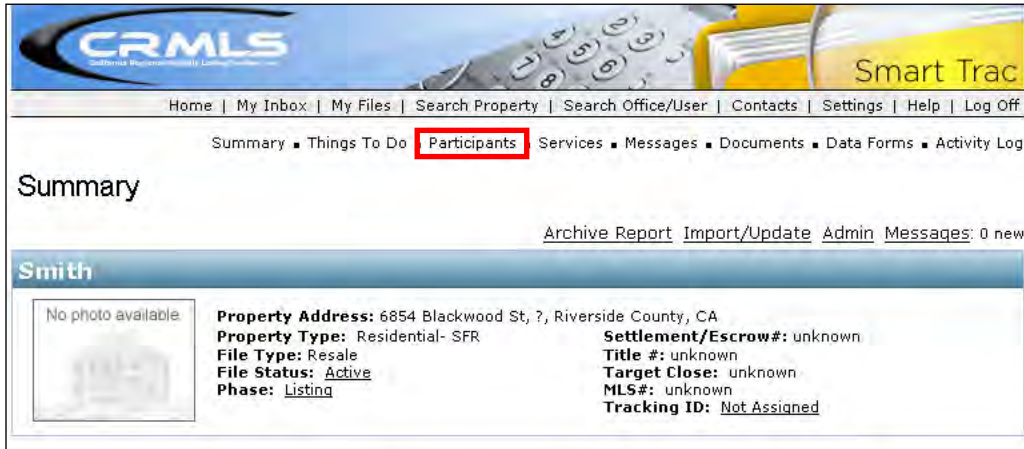 CRMLS
Smart Trac
Home | My Inbox | My Files | Search Property | Search Office/User | Contacts | Settings | Help | Log Off
Summary ▪ Things To Do Participants Services ▪ Messages ▪ Documents ▪ Data Forms ▪ Activity Log
Summary
Archive Report Import/Update Admin Messages: 0 new
Smith
No photo available
Property Address: 6854 Blackwood St, ?, Riverside County, CA
Property Type: Residential- SFR
File Type: Resale
File Status: Active
Phase: Listing
Settlement/Escrow#: unknown
Title #: unknown
Target Close: unknown
MLS#: unknown
Tracking ID: Not Assigned